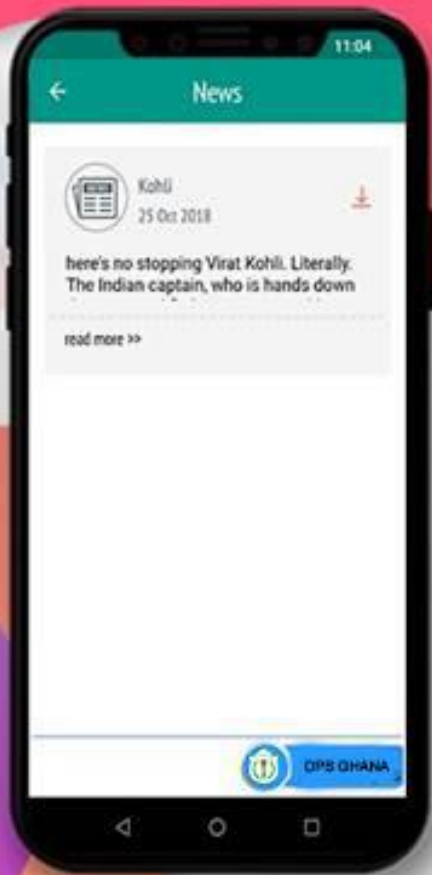 11:04
News
Kohli
25 Oct 2018
here's no stopping Virat Kohli. Literally.
The Indian captain, who is hands down
read more >>
DPS GHANA